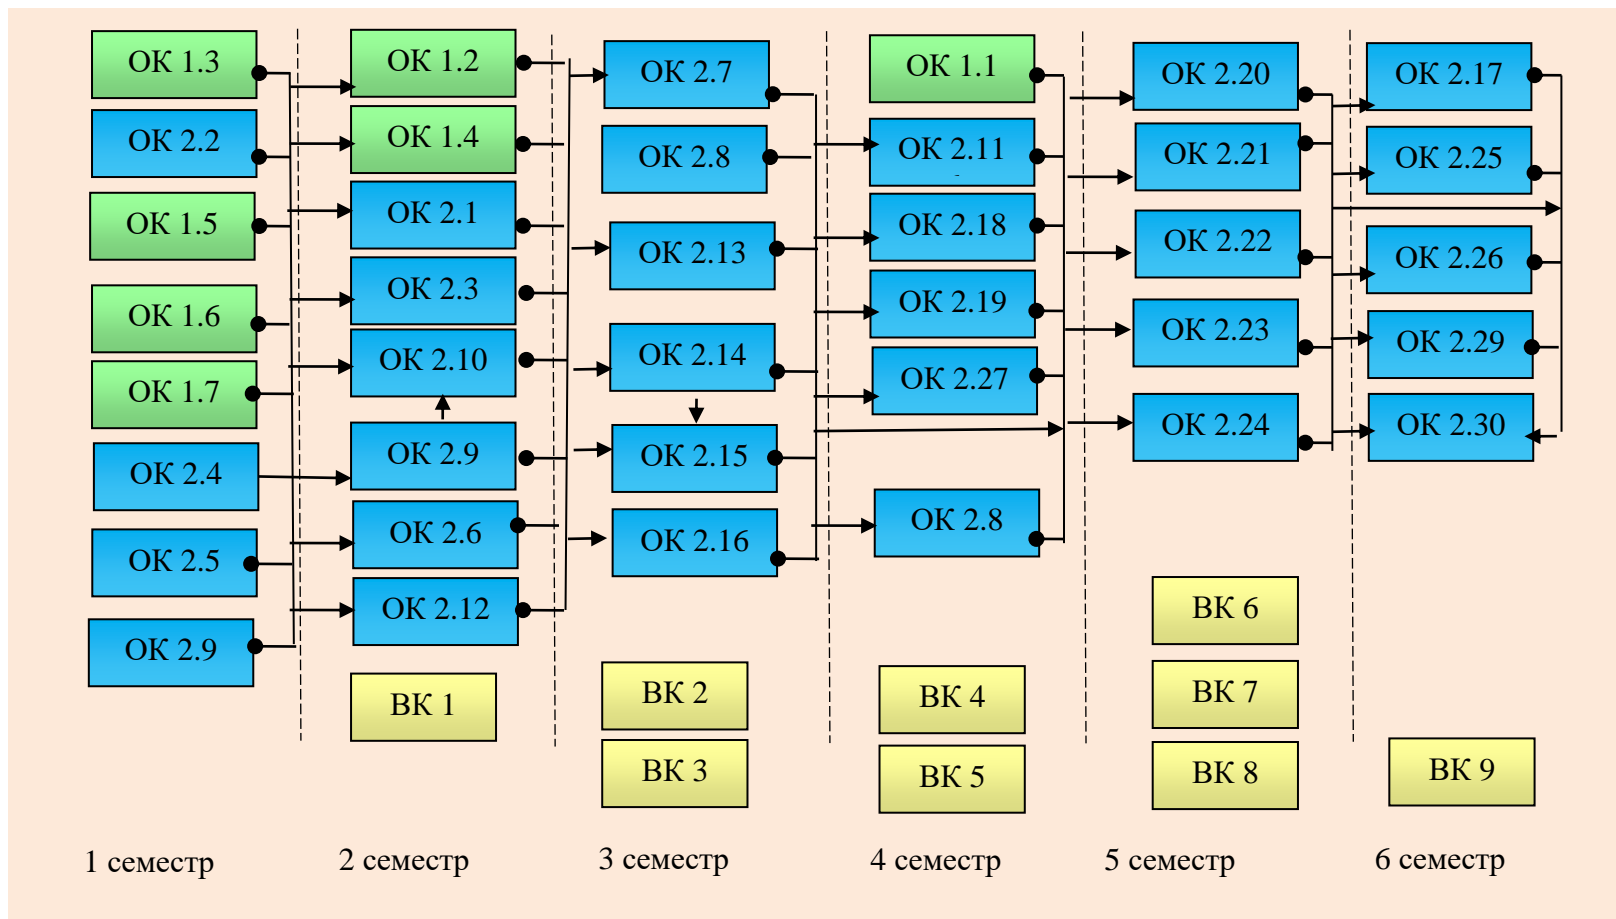 ОК 1.3
ОК 2.2
ОК 1.5
ОК 1.6
ОК 1.7
ОК 2.4
ОК 2.5
ОК 2.9
1 семестр
ОК 1.2
ОК 1.4
ОК 2.1
ОК 2.3
ОК 2.10
ОК 2.9
ОК 2.6
ОК 2.12
ВК 1
2 семестр
ОК 2.7
ОК 2.8
ОК 2.13
ОК 2.14
ОК 2.15
ОК 2.16
ВК 2
ВК 3
3 семестр
ОК 1.1
ОК 2.11
ОК 2.18
ОК 2.19
ОК 2.27
ОК 2.8
ВК 4
ВК 5
4 семестр
ОК 2.20
ОК 2.21
ОК 2.22
ОК 2.23
ОК 2.24
ВК 6
ВК 7
ВК 8
5 семестр
ОК 2.17
ОК 2.25
ОК 2.26
ОК 2.29
ОК 2.30
ВК 9
6 семестр